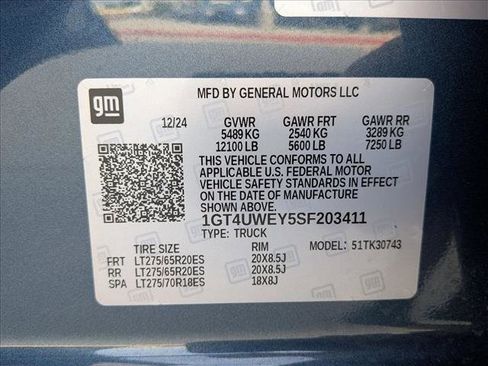 gm
MFD BY GENERAL MOTORS LLC
12/24 GVWR GAWR FRT GAWR RR
5489 KG 2540 KG 3289 KG
12100 LB 5600 LB 7250 LB
THIS VEHICLE CONFORMS TO ALL
APPLICABLE U.S. FEDERAL MOTOR
VEHICLE SAFETY STANDARDS IN EFFECT
ON THE DATE OF MANUFACTURE
SHOWN ABOVE.
1GT4UWEY5SF203411
TYPE: TRUCK
TIRE SIZE RIM MODEL: 51TK30743
FRT LT275/65R20ES 20X8.5J
RR LT275/65R20ES 20X8.5J
SPA LT275/70R18ES 18X8J